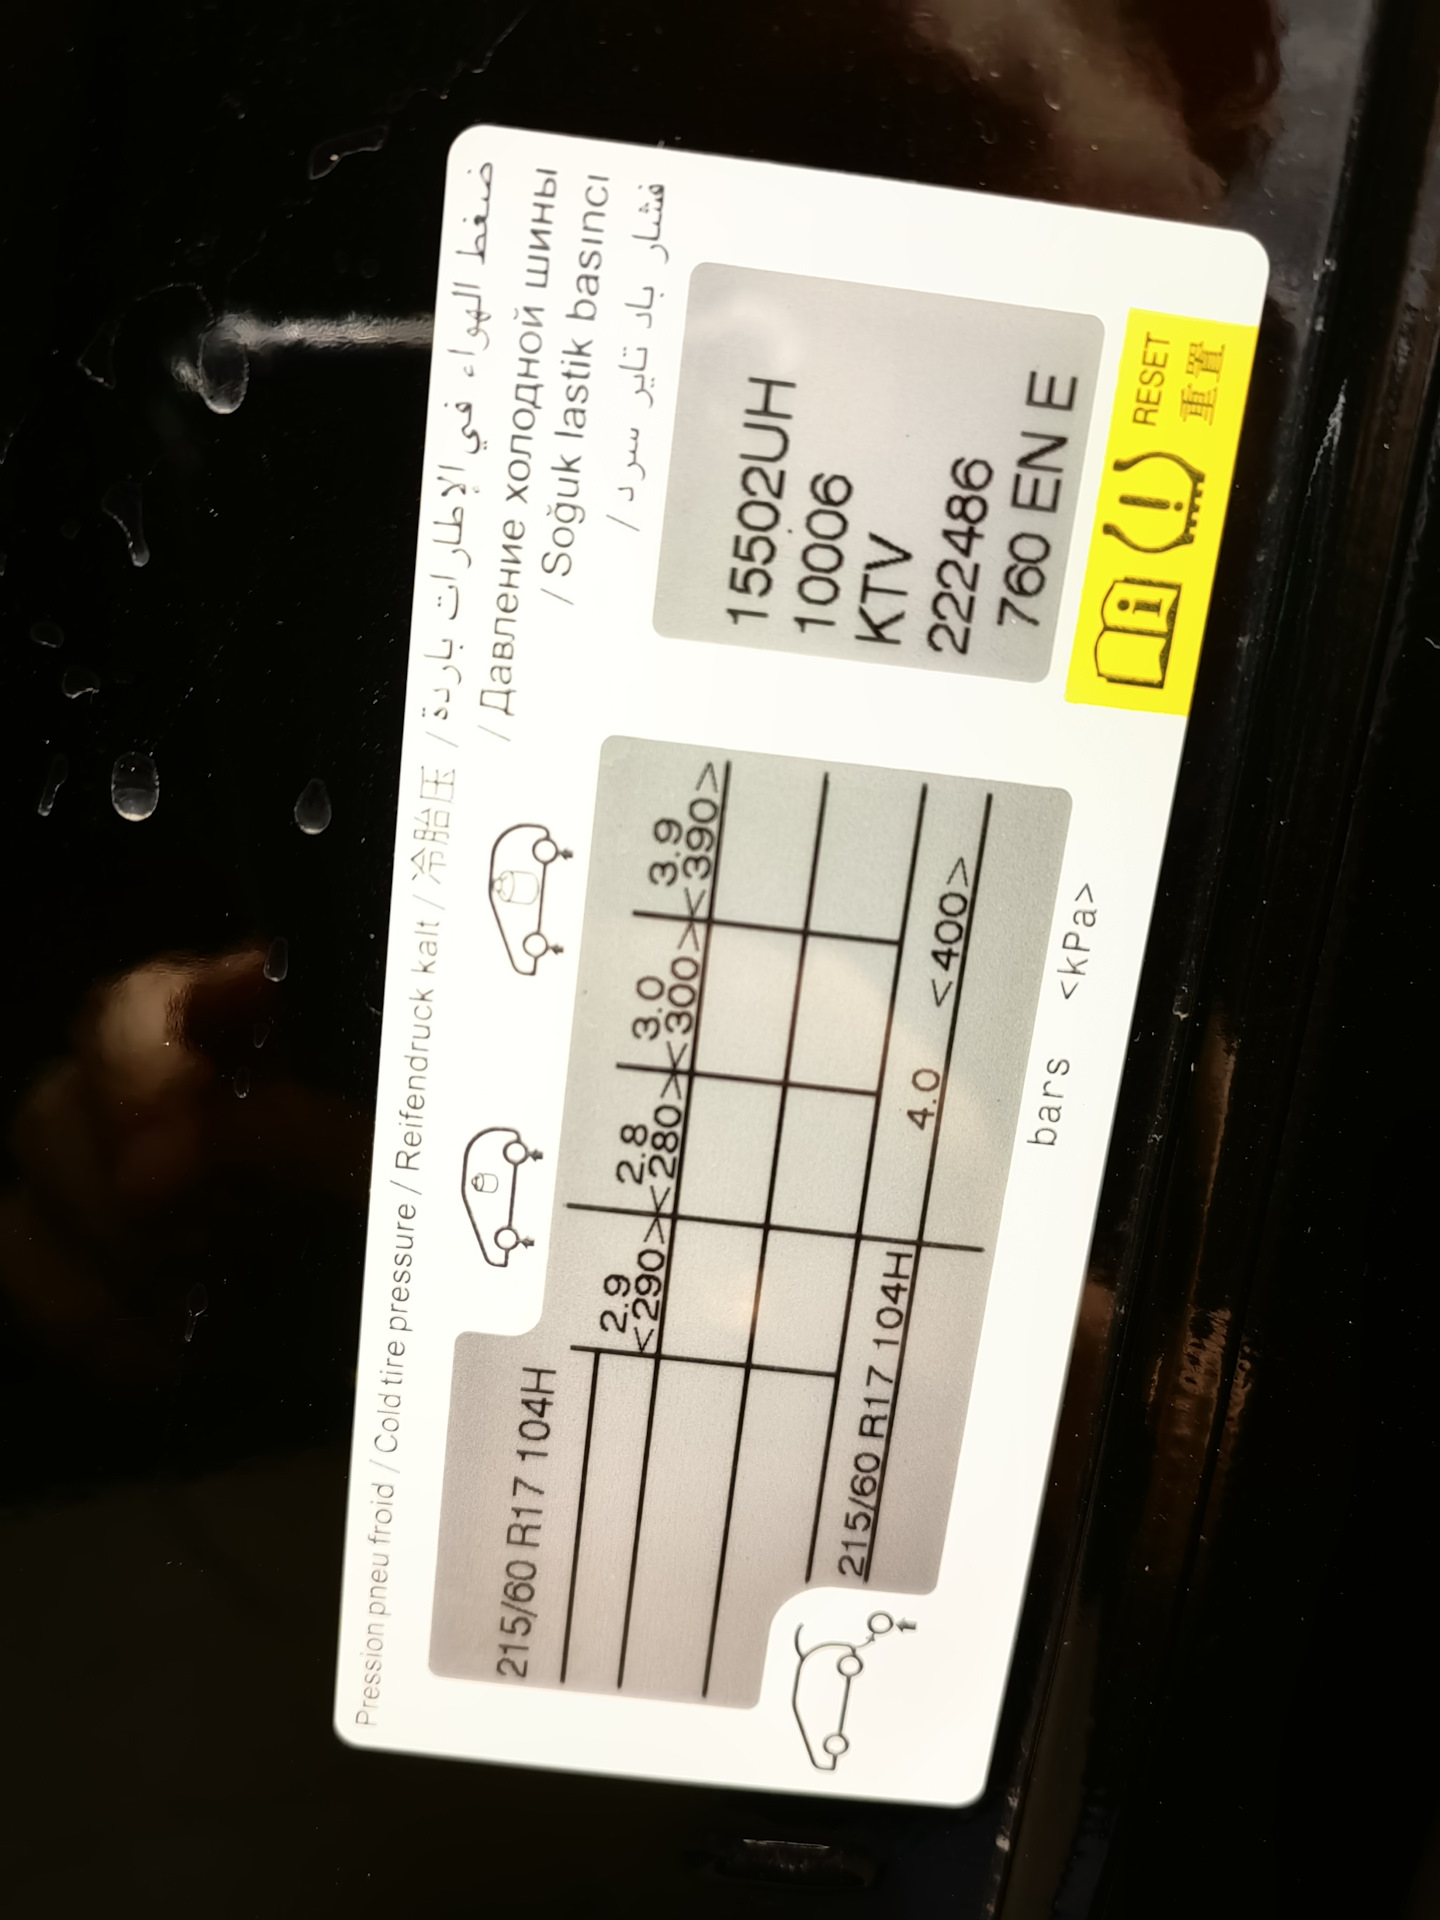 Pression pneu froid / Cold tire pressure / Reifendruck kalt / 冷胎压 / ضغط الهواء في الإطارات باردة
/ Давление холодной шины
/ Soğuk lastik basıncı
/ فشار باد تایر سرد
215/60 R17 104H
2.9 2.8 3.0 3.9
<290> <280> <300> <390>
215/60 R17 104H 4.0 <400>
bars <kPa>
15502UH
10006
KTV
222486
760 EN E
RESET
重置